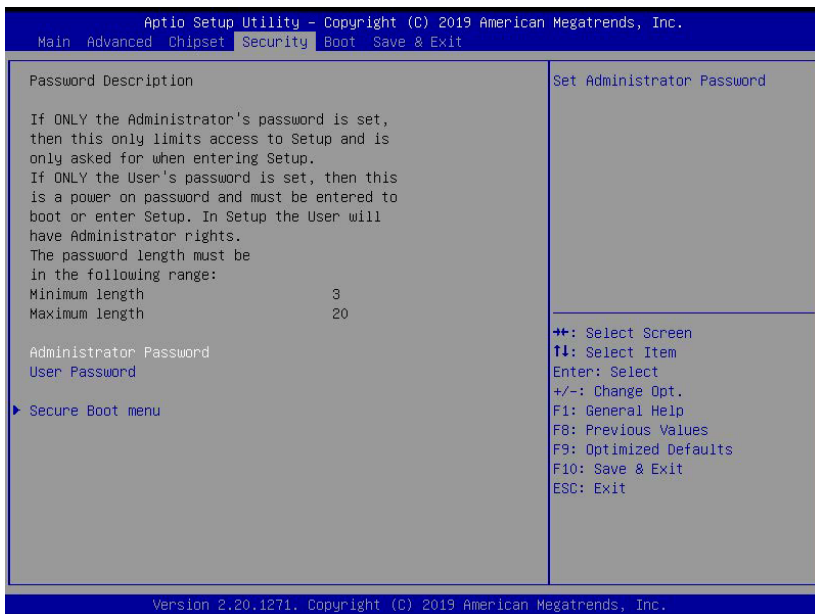 Aptio Setup Utility – Copyright (C) 2019 American Megatrends, Inc.
Main Advanced Chipset Security Boot Save & Exit
Password Description
If ONLY the Administrator's password is set,
then this only limits access to Setup and is
only asked for when entering Setup.
If ONLY the User's password is set, then this
is a power on password and must be entered to
boot or enter Setup. In Setup the User will
have Administrator rights.
The password length must be
in the following range:
Minimum length 3
Maximum length 20
Administrator Password
User Password
Secure Boot menu
Set Administrator Password
→←: Select Screen
↑↓: Select Item
Enter: Select
+/-: Change Opt.
F1: General Help
F8: Previous Values
F9: Optimized Defaults
F10: Save & Exit
ESC: Exit
Version 2.20.1271. Copyright (C) 2019 American Megatrends, Inc.